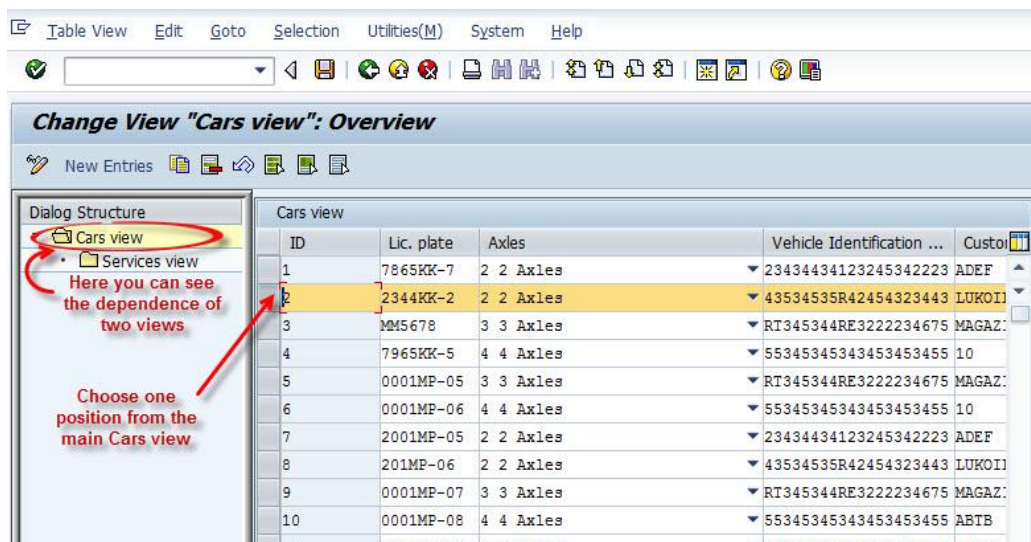 Table View Edit Goto Selection Utilities(M) System Help
Change View "Cars view": Overview
New Entries
Dialog Structure
Cars view
Services view
Here you can see
the dependence of
two views
Choose one
position from the
main Cars view
Cars view
ID Lic. plate Axles Vehicle Identification ... Custo
1 7865KK-7 2 2 Axles 23434434123245342223 ADEF
2 2344KK-2 2 2 Axles 43534535R42454323443 LUKOI
3 MM5678 3 3 Axles RT345344RE3222234675 MAGAZ
4 7965KK-5 4 4 Axles 55345345343453453455 10
5 0001MP-05 3 3 Axles RT345344RE3222234675 MAGAZ
6 0001MP-06 4 4 Axles 55345345343453453455 10
7 2001MP-05 2 2 Axles 23434434123245342223 ADEF
8 201MP-06 2 2 Axles 43534535R42454323443 LUKOI
9 0001MP-07 3 3 Axles RT345344RE3222234675 MAGAZ
10 0001MP-08 4 4 Axles 55345345343453453455 ABTB